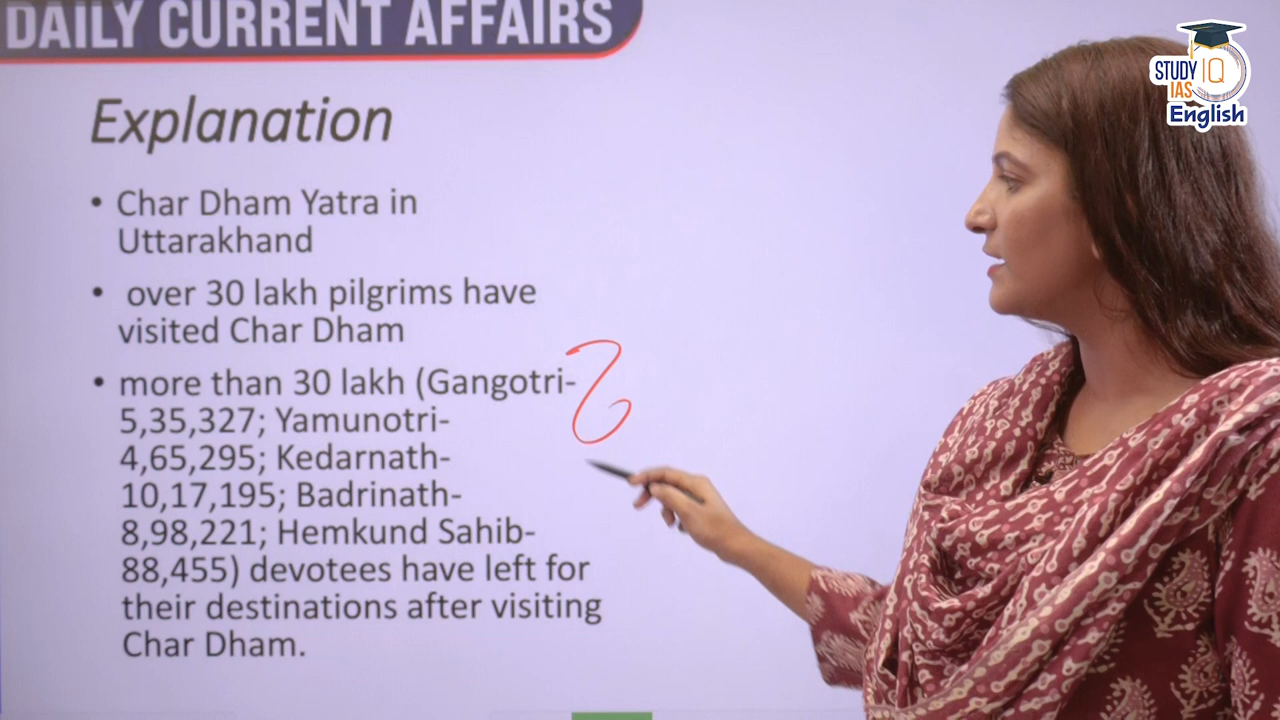 DAILY CURRENT AFFAIRS
STUDY IQ
IAS
English
Explanation
• Char Dham Yatra in
Uttarakhand
• over 30 lakh pilgrims have
visited Char Dham
• more than 30 lakh (Gangotri-
5,35,327; Yamunotri-
4,65,295; Kedarnath-
10,17,195; Badrinath-
8,98,221; Hemkund Sahib-
88,455) devotees have left for
their destinations after visiting
Char Dham.